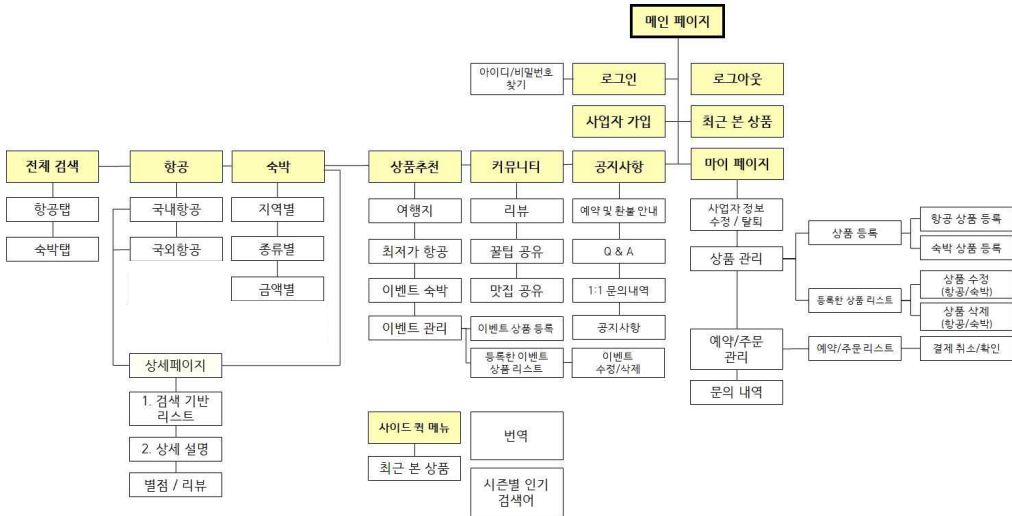 메인 페이지
아이디/비밀번호
찾기
로그인
로그아웃
사업자 가입
최근 본 상품
전체 검색
항공
숙박
상품추천
커뮤니티
공지사항
마이 페이지
항공탭
숙박탭
국내항공
국외항공
지역별
종류별
금액별
상세페이지
1. 검색 기반
리스트
2. 상세 설명
별점 / 리뷰
여행지
최저가 항공
이벤트 숙박
이벤트 관리
이벤트 상품 등록
등록한 이벤트
상품 리스트
이벤트
수정/삭제
리뷰
꿀팁 공유
맛집 공유
예약 및 환불 안내
Q & A
1:1 문의내역
공지사항
사업자 정보
수정 / 탈퇴
상품 관리
상품 등록
항공 상품 등록
숙박 상품 등록
등록한 상품 리스트
상품 수정
(항공/숙박)
상품 삭제
(항공/숙박)
예약/주문
관리
예약/주문 리스트
결제 취소/확인
문의 내역
사이드 퀵 메뉴
최근 본 상품
번역
시즌별 인기
검색어